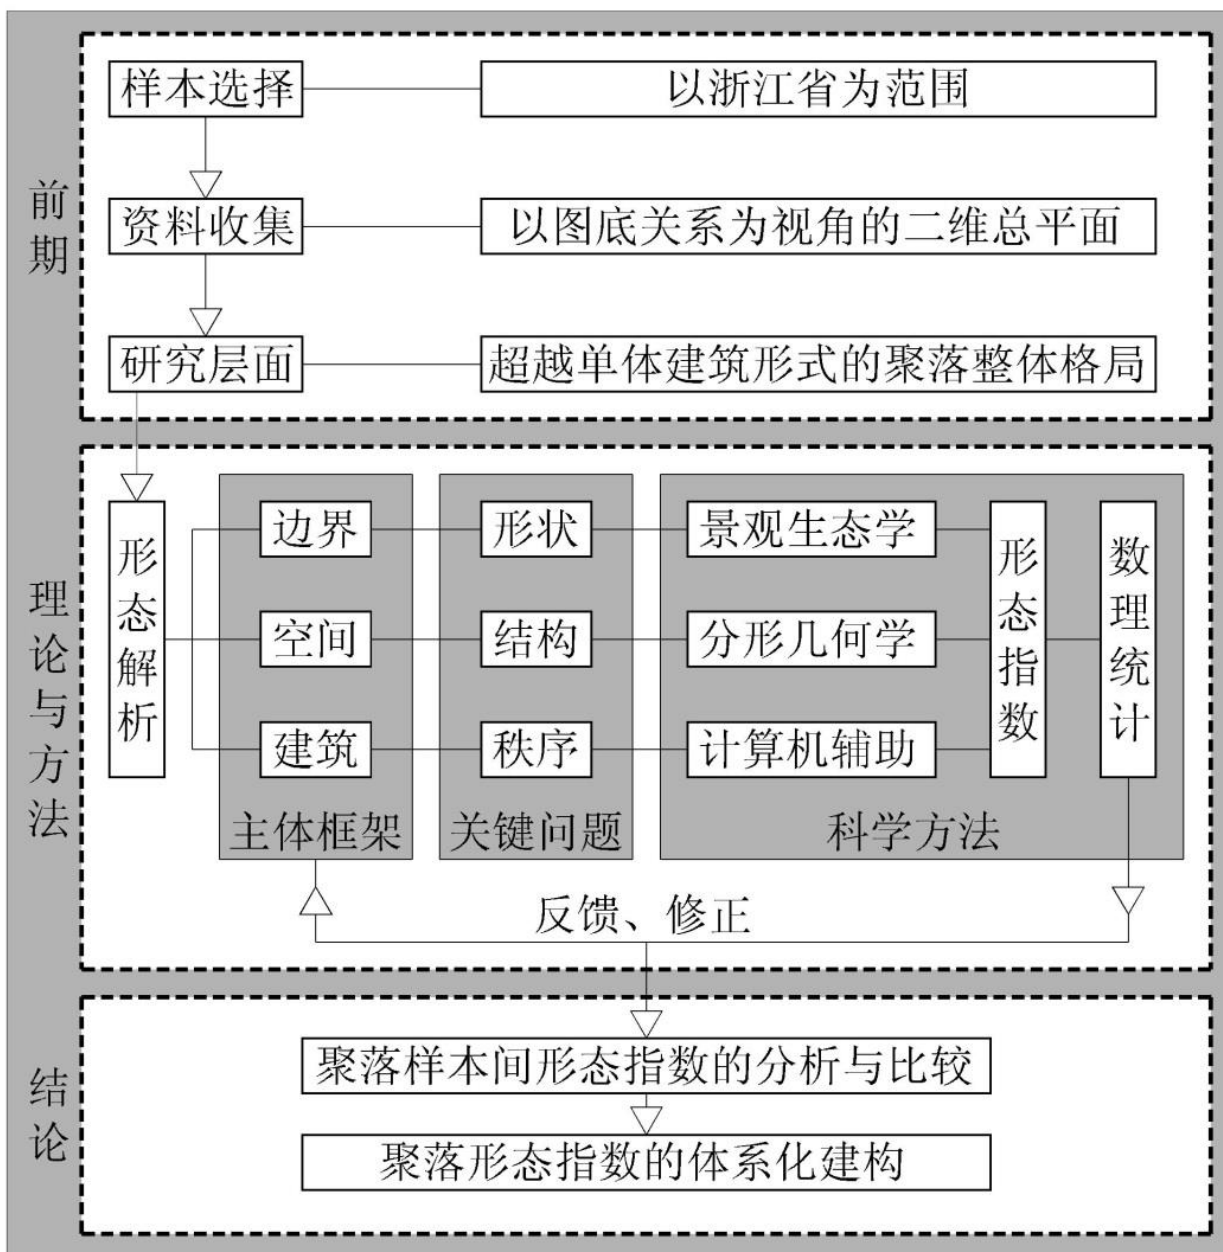 前期
样本选择
以浙江省为范围
资料收集
以图底关系为视角的二维总平面
研究层面
超越单体建筑形式的聚落整体格局
理论与方法
形态解析
边界
形状
景观生态学
空间
结构
分形几何学
建筑
秩序
计算机辅助
形态指数
数理统计
主体框架
关键问题
科学方法
反馈、修正
结论
聚落样本间形态指数的分析与比较
聚落形态指数的体系化建构